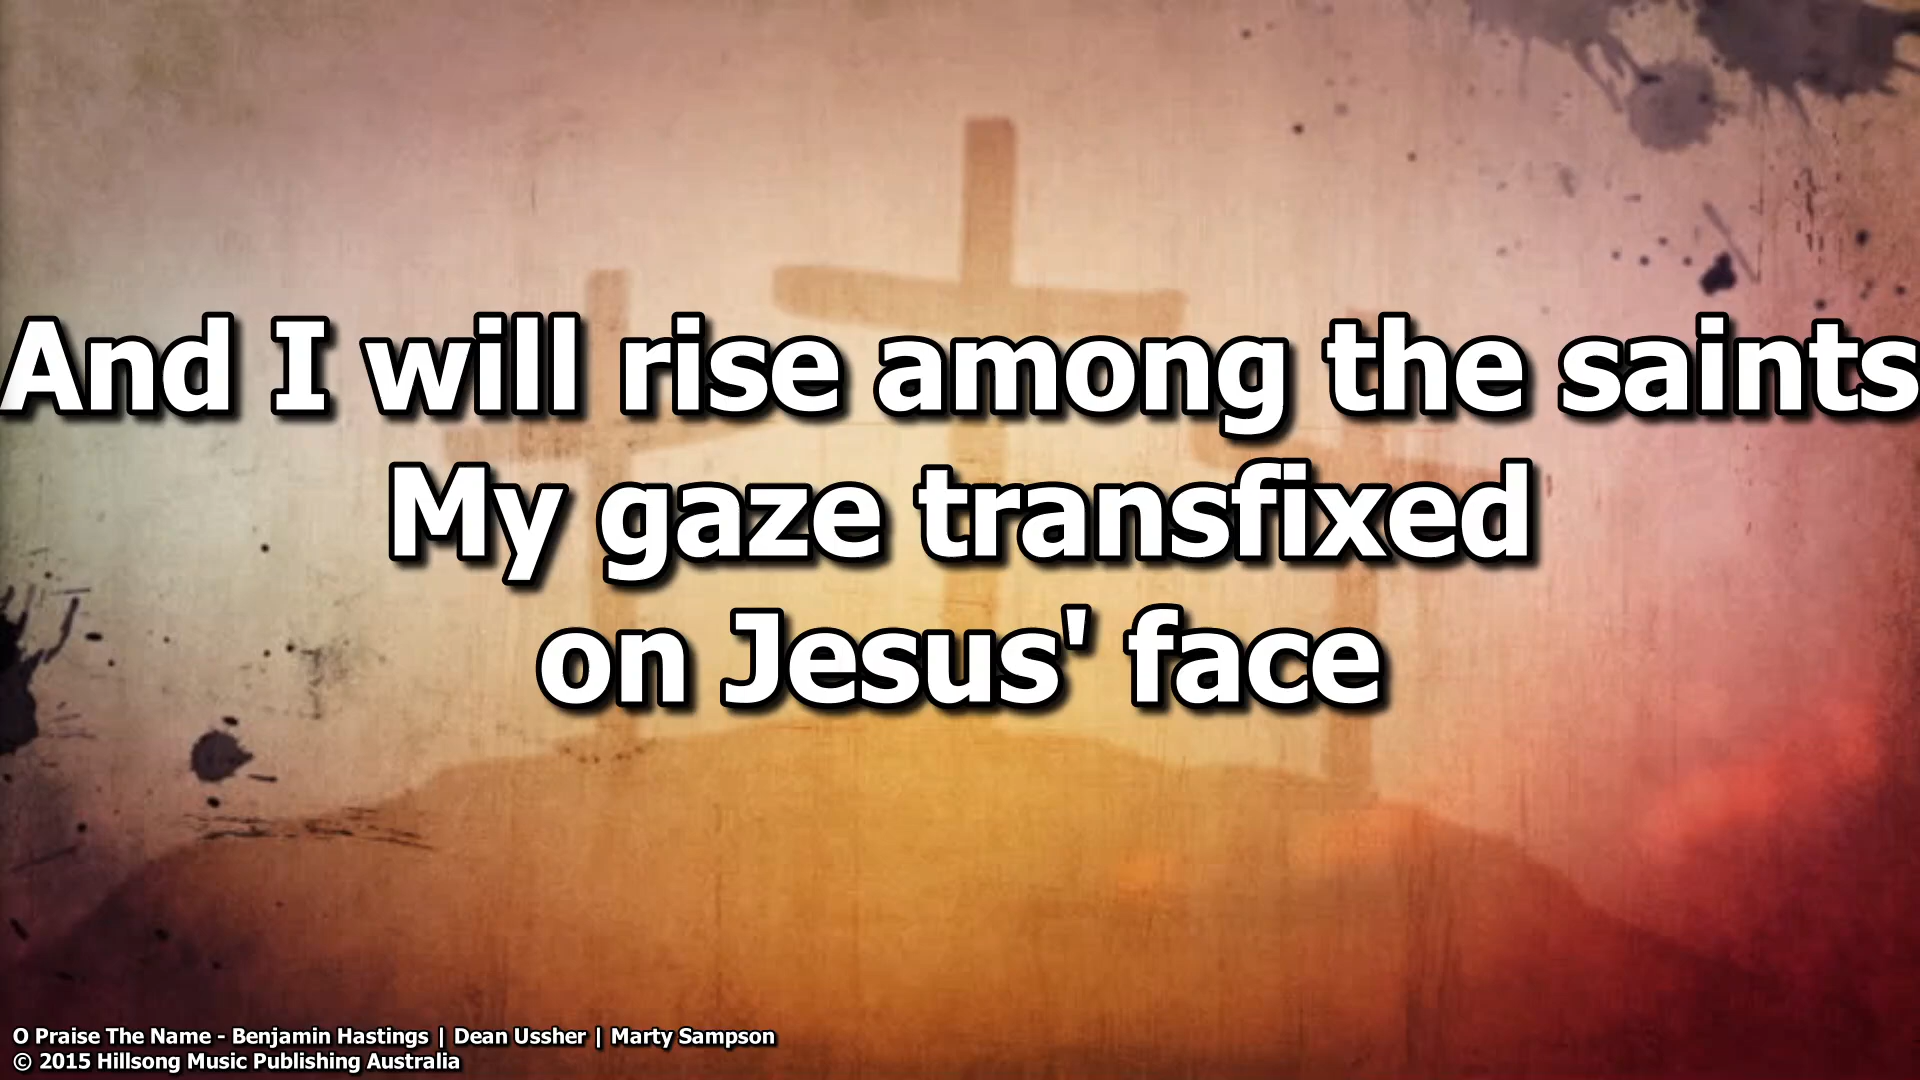 And I will rise among the saints
My gaze transfixed
on Jesus' face
O Praise The Name - Benjamin Hastings | Dean Ussher | Marty Sampson
© 2015 Hillsong Music Publishing Australia